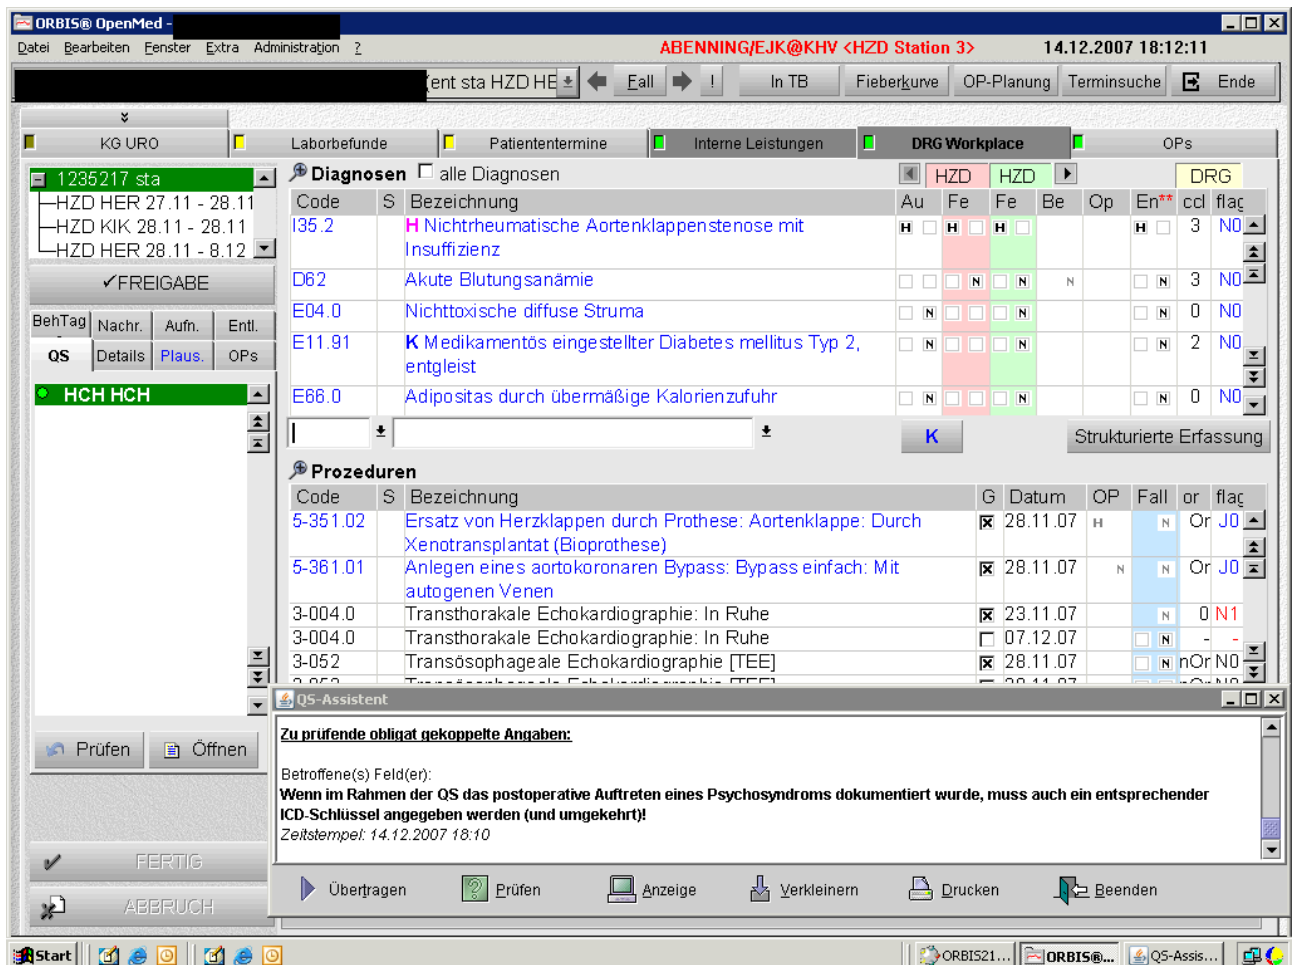 ORBIS® OpenMed -
Datei Bearbeiten Fenster Extra Administration ?
ABENNING/EJK@KHV <HZD Station 3> 14.12.2007 18:12:11
(ent sta HZD HE Fall ! In TB Fieberkurve OP-Planung Terminsuche Ende
KG URO Laborbefunde Patiententermine Interne Leistungen DRG Workplace OPs
1235217 sta
HZD HER 27.11 - 28.11
HZD KIK 28.11 - 28.11
HZD HER 28.11 - 8.12
FREIGABE
BehTag Nachr. Aufn. Entl.
QS Details Plaus. OPs
HCH HCH
Prüfen Öffnen
FERTIG
ABBRUCH
Diagnosen alle Diagnosen HZD HZD DRG
Code S Bezeichnung Au Fe Fe Be Op En** ccl flag
I35.2 H Nichtrheumatische Aortenklappenstenose mit H H H H 3 N0
Insuffizienz
D62 Akute Blutungsanämie N N N N 3 N0
E04.0 Nichttoxische diffuse Struma N N N 0 N0
E11.91 K Medikamentös eingestellter Diabetes mellitus Typ 2, N N N 2 N0
entgleist
E66.0 Adipositas durch übermäßige Kalorienzufuhr N N N 0 N0
K Strukturierte Erfassung
Prozeduren
Code S Bezeichnung G Datum OP Fall or flag
5-351.02 Ersatz von Herzklappen durch Prothese: Aortenklappe: Durch 28.11.07 H N Or J0
Xenotransplantat (Bioprothese)
5-361.01 Anlegen eines aortokoronaren Bypass: Bypass einfach: Mit 28.11.07 N N Or J0
autogenen Venen
3-004.0 Transthorakale Echokardiographie: In Ruhe 23.11.07 N 0 N1
3-004.0 Transthorakale Echokardiographie: In Ruhe 07.12.07 N - -
3-052 Transösophageale Echokardiographie [TEE] 28.11.07 N nOr N0
QS-Assistent
Zu prüfende obligat gekoppelte Angaben:
Betroffene(s) Feld(er):
Wenn im Rahmen der QS das postoperative Auftreten eines Psychosyndroms dokumentiert wurde, muss auch ein entsprechender
ICD-Schlüssel angegeben werden (und umgekehrt)!
Zeitstempel: 14.12.2007 18:10
Übertragen Prüfen Anzeige Verkleinern Drucken Beenden
Start ORBIS21... ORBIS®... QS-Assis...